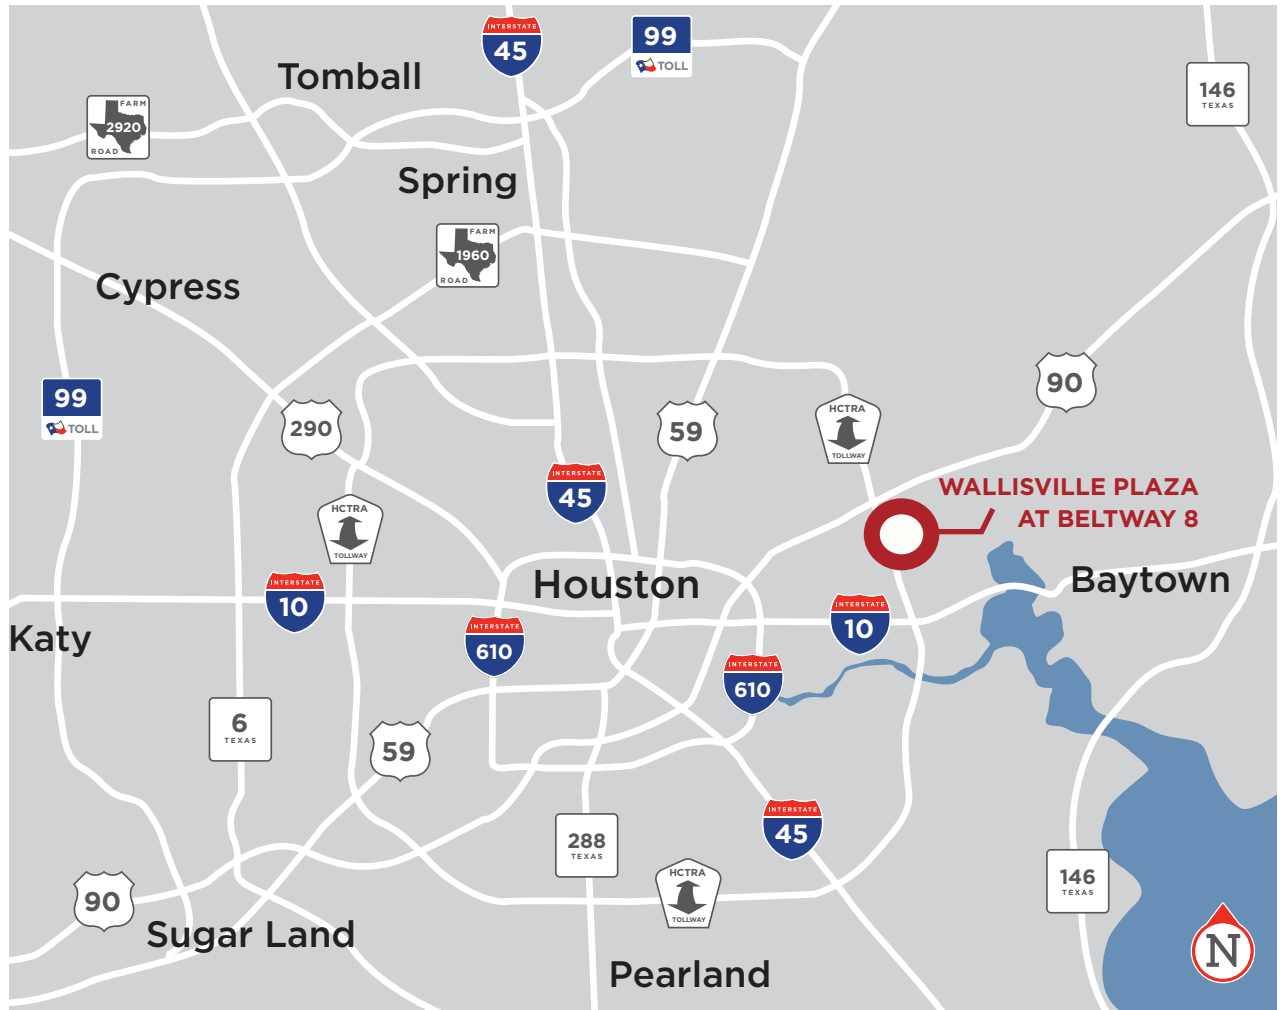 INTERSTATE
45
99
TOLL
Tomball
146
TEXAS
FARM
2920
ROAD
Spring
FARM
1960
ROAD
Cypress
99
TOLL
290
59
HCTRA
TOLLWAY
90
INTERSTATE
45
WALLISVILLE PLAZA
AT BELTWAY 8
HCTRA
TOLLWAY
Houston
Baytown
INTERSTATE
10
INTERSTATE
10
Katy
INTERSTATE
610
INTERSTATE
610
6
TEXAS
59
INTERSTATE
45
288
TEXAS
HCTRA
TOLLWAY
146
TEXAS
90
Sugar Land
Pearland
N